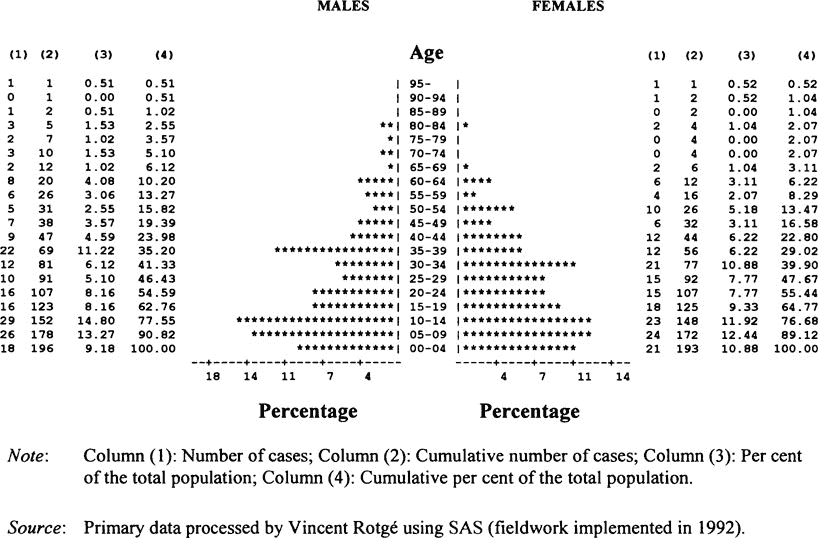 MALES FEMALES
(1) (2) (3) (4) Age (1) (2) (3) (4)
1 1 0.51 0.51 | 95- | 1 1 0.52 0.52
0 1 0.00 0.51 | 90-94 | 1 2 0.52 1.04
1 2 0.51 1.02 | 85-89 | 0 2 0.00 1.04
3 5 1.53 2.55 **| 80-84 |* 2 4 1.04 2.07
2 7 1.02 3.57 *| 75-79 | 0 4 0.00 2.07
3 10 1.53 5.10 **| 70-74 | 0 4 0.00 2.07
2 12 1.02 6.12 *| 65-69 |* 2 6 1.04 3.11
8 20 4.08 10.20 *****| 60-64 |**** 6 12 3.11 6.22
6 26 3.06 13.27 ****| 55-59 |** 4 16 2.07 8.29
5 31 2.55 15.82 ***| 50-54 |******** 10 26 5.18 13.47
7 38 3.57 19.39 *****| 45-49 |**** 6 32 3.11 16.58
9 47 4.59 23.98 ******| 40-44 |********* 12 44 6.22 22.80
22 69 11.22 35.20 ******************| 35-39 |********* 12 56 6.22 29.02
12 81 6.12 41.33 *********| 30-34 |***************** 21 77 10.88 39.90
10 91 5.10 46.43 *******| 25-29 |************ 15 92 7.77 47.67
16 107 8.16 54.59 ************| 20-24 |************ 15 107 7.77 55.44
16 123 8.16 62.76 ************| 15-19 |*************** 18 125 9.33 64.77
29 152 14.80 77.55 ************************| 10-14 |******************* 23 148 11.92 76.68
26 178 13.27 90.82 *********************| 05-09 |******************* 24 172 12.44 89.12
18 196 9.18 100.00 **************| 00-04 |***************** 21 193 10.88 100.00
18 14 11 7 4 4 7 11 14
Percentage Percentage
Note: Column (1): Number of cases; Column (2): Cumulative number of cases; Column (3): Per cent
of the total population; Column (4): Cumulative per cent of the total population.
Source: Primary data processed by Vincent Rotgé using SAS (fieldwork implemented in 1992).